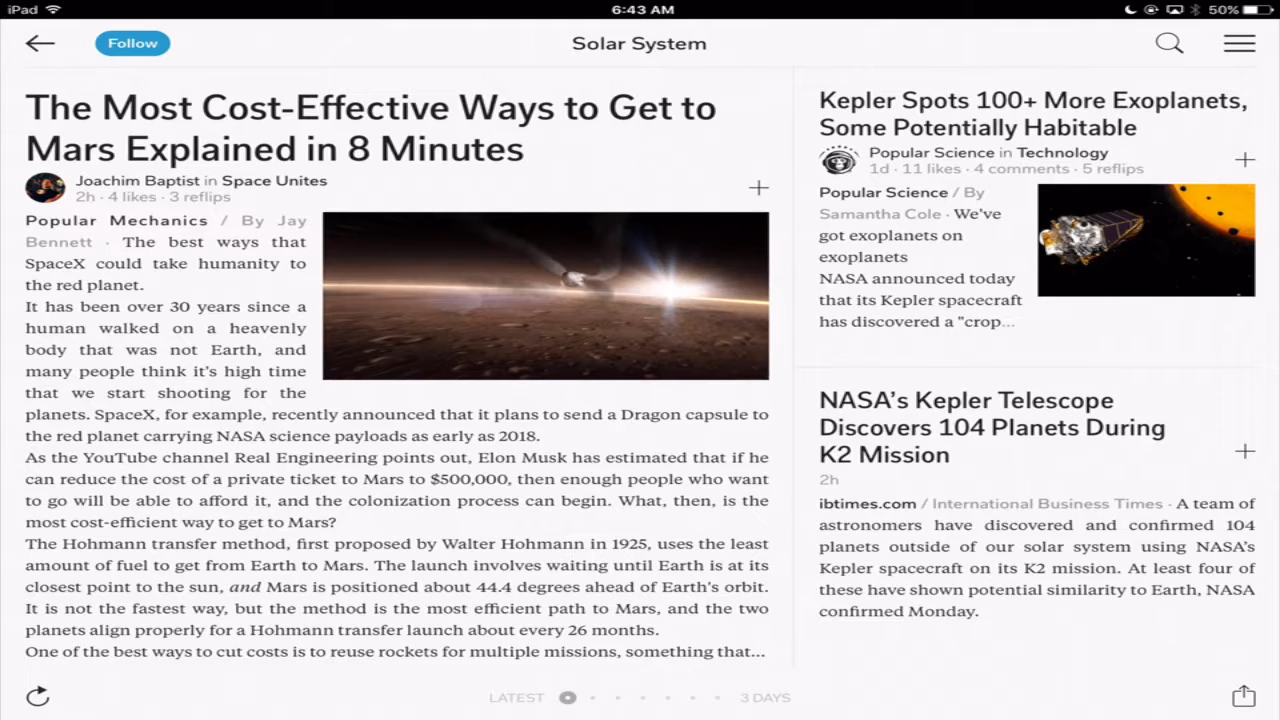 iPad
6:43 AM
50%
Follow
Solar System
The Most Cost-Effective Ways to Get to
Mars Explained in 8 Minutes
Joachim Baptist in Space Unites
2h · 4 likes · 3 reflips
Popular Mechanics / By Jay
Bennett · The best ways that
SpaceX could take humanity to
the red planet.
It has been over 30 years since a
human walked on a heavenly
body that was not Earth, and
many people think it's high time
that we start shooting for the
planets. SpaceX, for example, recently announced that it plans to send a Dragon capsule to
the red planet carrying NASA science payloads as early as 2018.
As the YouTube channel Real Engineering points out, Elon Musk has estimated that if he
can reduce the cost of a private ticket to Mars to $500,000, then enough people who want
to go will be able to afford it, and the colonization process can begin. What, then, is the
most cost-efficient way to get to Mars?
The Hohmann transfer method, first proposed by Walter Hohmann in 1925, uses the least
amount of fuel to get from Earth to Mars. The launch involves waiting until Earth is at its
closest point to the sun, and Mars is positioned about 44.4 degrees ahead of Earth's orbit.
It is not the fastest way, but the method is the most efficient path to Mars, and the two
planets align properly for a Hohmann transfer launch about every 26 months.
One of the best ways to cut costs is to reuse rockets for multiple missions, something that...
Kepler Spots 100+ More Exoplanets,
Some Potentially Habitable
Popular Science in Technology
1d · 11 likes · 4 comments · 5 reflips
Popular Science / By
Samantha Cole · We've
got exoplanets on
exoplanets
NASA announced today
that its Kepler spacecraft
has discovered a "crop...
NASA's Kepler Telescope
Discovers 104 Planets During
K2 Mission
2h
ibtimes.com / International Business Times · A team of
astronomers have discovered and confirmed 104
planets outside of our solar system using NASA's
Kepler spacecraft on its K2 mission. At least four of
these have shown potential similarity to Earth, NASA
confirmed Monday.
LATEST
3 DAYS